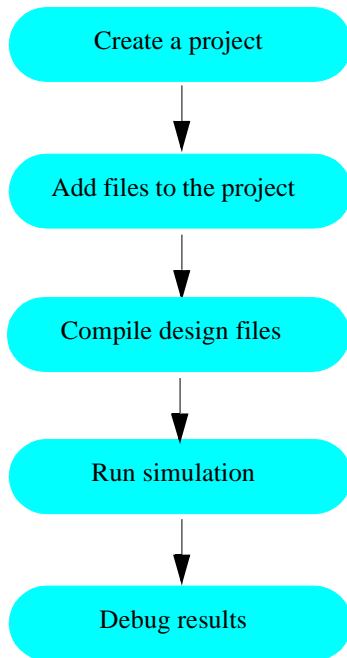 Create a project
Add files to the project
Compile design files
Run simulation
Debug results